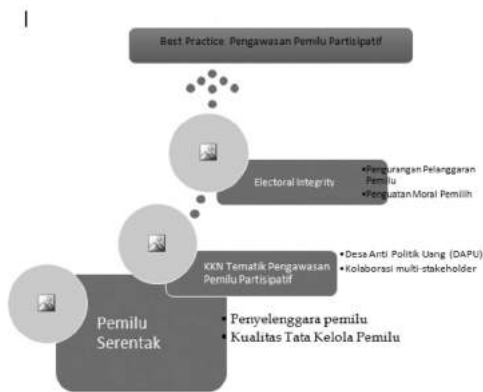 Best Practice Pengawasan Pemilu Partisipatif
Electoral Integrity
•Pengurangan Pelanggaran
Pemilu
•Penguatan Moral Pemilih
KKN Tematik Pengawasan
Pemilu Partisipatif
•Desa Anti Politik Uang (DAPU)
•Kolaborasi multi-stakeholder
Pemilu
Serentak
• Penyelenggara pemilu
• Kualitas Tata Kelola Pemilu